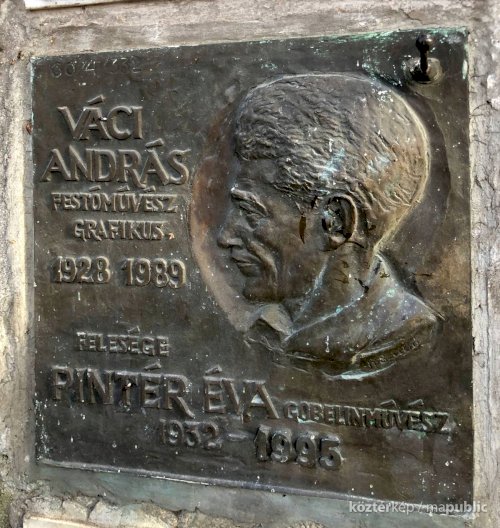 VÁCI
ANDRÁS
FESTŐMŰVÉSZ
GRAFIKUS
1928 1989
FELESÉGE
PINTÉR ÉVA GOBELINMŰVÉSZ
1932 - 1995
köztérkép / mapublic